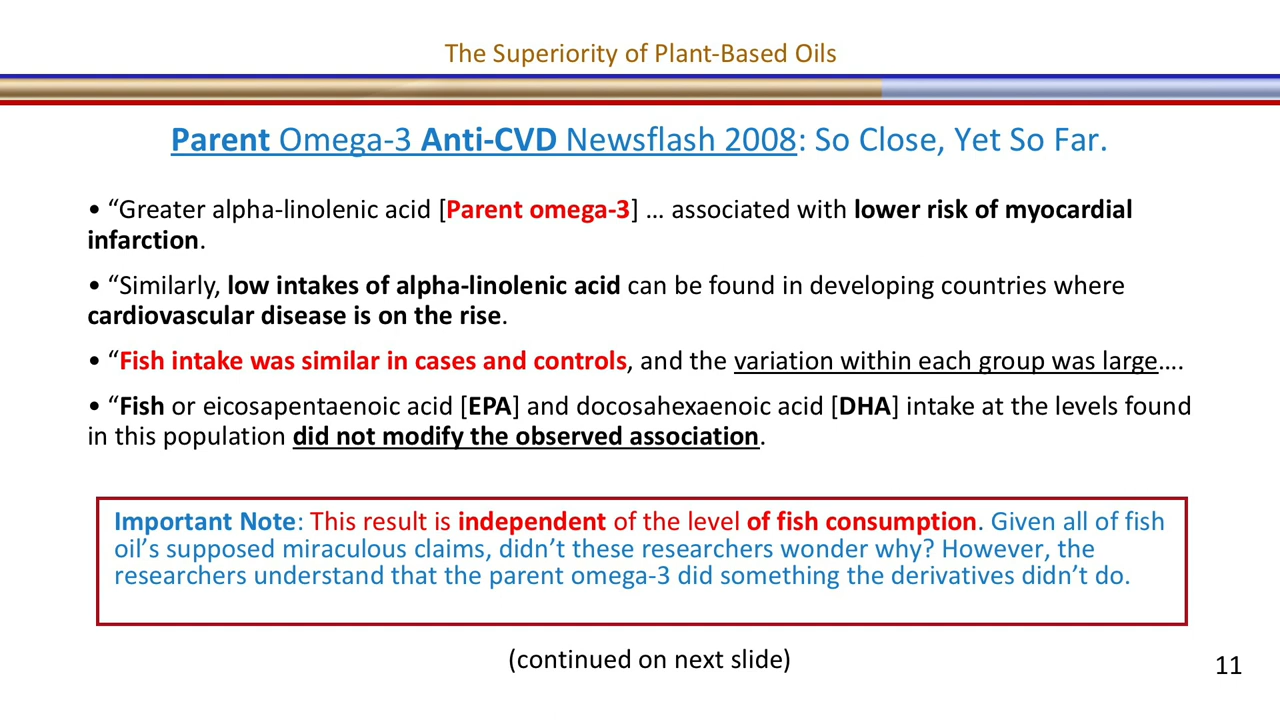 The Superiority of Plant-Based Oils
Parent Omega-3 Anti-CVD Newsflash 2008: So Close, Yet So Far.
• “Greater alpha-linolenic acid [Parent omega-3] … associated with lower risk of myocardial
infarction.
• “Similarly, low intakes of alpha-linolenic acid can be found in developing countries where
cardiovascular disease is on the rise.
• “Fish intake was similar in cases and controls, and the variation within each group was large….
• “Fish or eicosapentaenoic acid [EPA] and docosahexaenoic acid [DHA] intake at the levels found
in this population did not modify the observed association.
Important Note: This result is independent of the level of fish consumption. Given all of fish
oil’s supposed miraculous claims, didn’t these researchers wonder why? However, the
researchers understand that the parent omega-3 did something the derivatives didn’t do.
(continued on next slide)
11